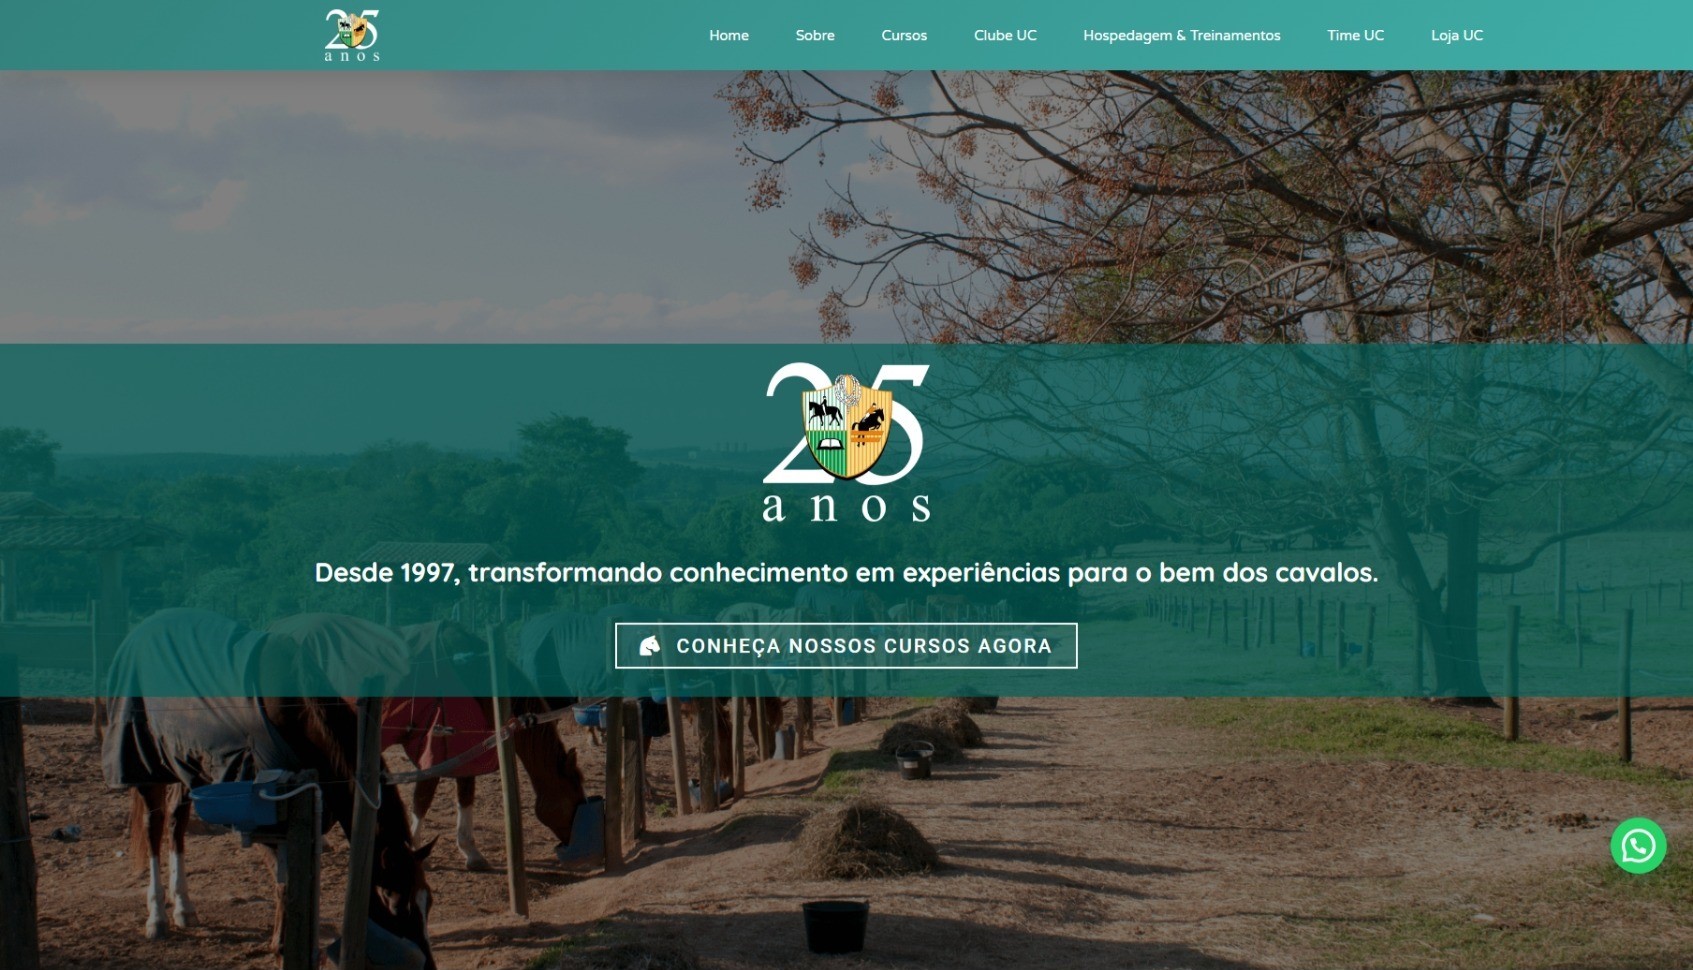 25
anos
Home
Sobre
Cursos
Clube UC
Hospedagem & Treinamentos
Time UC
Loja UC
25
anos
Desde 1997, transformando conhecimento em experiências para o bem dos cavalos.
CONHEÇA NOSSOS CURSOS AGORA